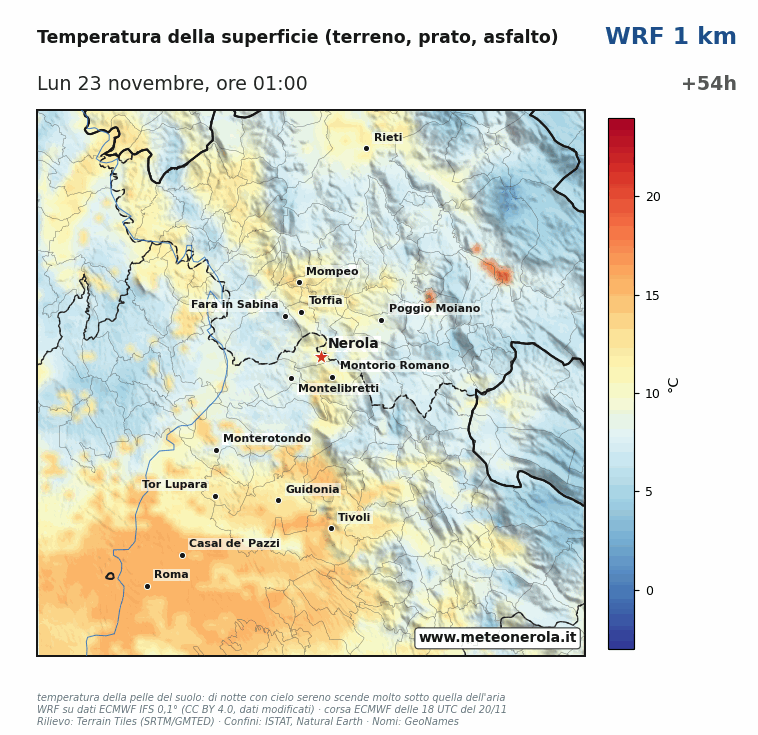 Temperatura della superficie (terreno, prato, asfalto)
WRF 1 km
Lun 23 novembre, ore 01:00
+54h
Rieti
Mompeo
Fara in Sabina
Toffia
Poggio Moiano
Nerola
Montorio Romano
Montelibretti
Monterotondo
Tor Lupara
Guidonia
Tivoli
Casal de' Pazzi
Roma
www.meteonerola.it
20
15
10
5
0
°C
temperatura della pelle del suolo: di notte con cielo sereno scende molto sotto quella dell'aria
WRF su dati ECMWF IFS 0,1° (CC BY 4.0, dati modificati) · corsa ECMWF delle 18 UTC del 20/11
Rilievo: Terrain Tiles (SRTM/GMTED) · Confini: ISTAT, Natural Earth · Nomi: GeoNames